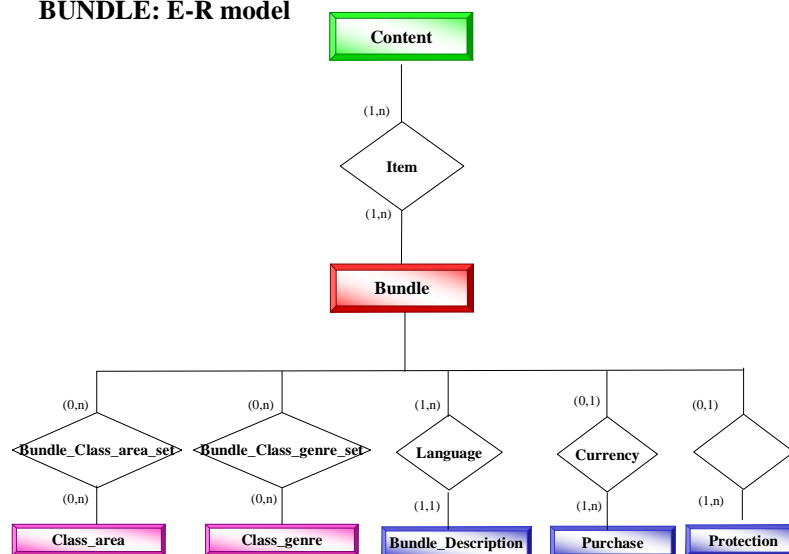 BUNDLE: E-R model
Content
(1,n)
Item
(1,n)
Bundle
(0,n) (0,n) (1,n) (0,1) (0,1)
Bundle_Class_area_set Bundle_Class_genre_set Language Currency
(0,n) (0,n) (1,1) (1,n) (1,n)
Class_area Class_genre Bundle_Description Purchase Protection